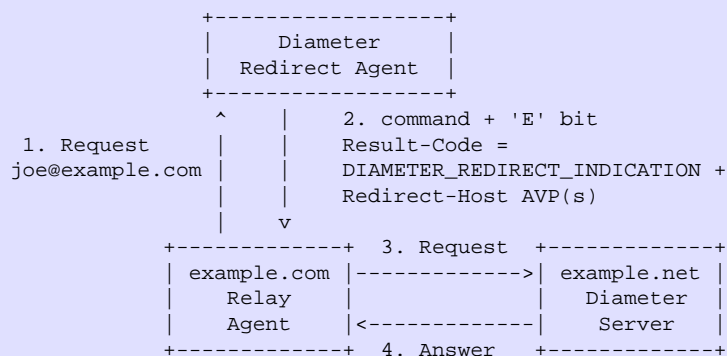 Diameter
Redirect Agent
2. command + 'E' bit
1. Request Result-Code =
joe@example.com DIAMETER_REDIRECT_INDICATION +
Redirect-Host AVP(s)
3. Request
example.com example.net
Relay Diameter
Agent Server
4. Answer